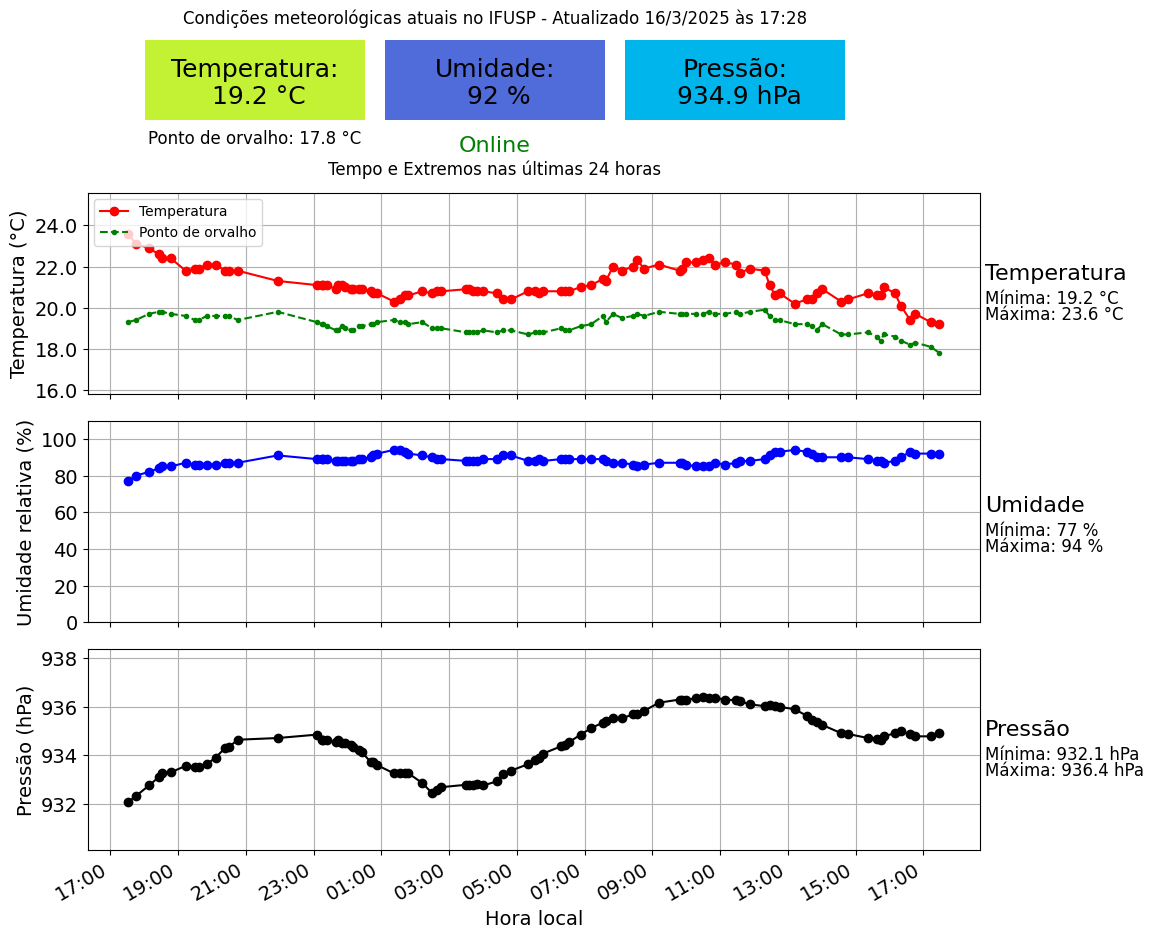 Condições meteorológicas atuais no IFUSP - Atualizado 16/3/2025 às 17:28
Temperatura:
19.2 °C
Umidade:
92 %
Pressão:
934.9 hPa
Ponto de orvalho: 17.8 °C
Online
Tempo e Extremos nas últimas 24 horas
Temperatura (°C)
24.0
22.0
20.0
18.0
16.0
Temperatura
Ponto de orvalho
Temperatura
Mínima: 19.2 °C
Máxima: 23.6 °C
Umidade relativa (%)
100
80
60
40
20
0
Umidade
Mínima: 77 %
Máxima: 94 %
Pressão (hPa)
938
936
934
932
Pressão
Mínima: 932.1 hPa
Máxima: 936.4 hPa
17:00 19:00 21:00 23:00 01:00 03:00 05:00 07:00 09:00 11:00 13:00 15:00 17:00
Hora local